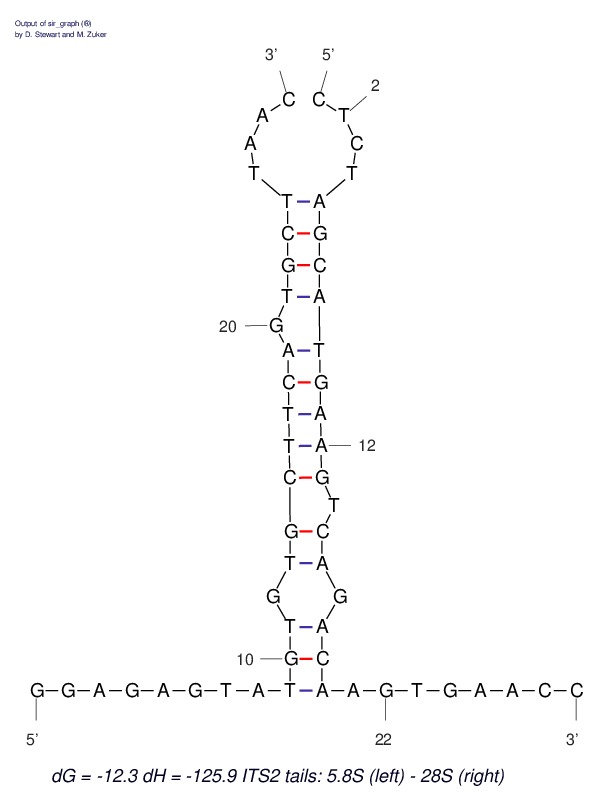 Output of sir_graph (®)
by D. Stewart and M. Zuker
3’ 5’
C C 2
A T
A C
T T
T A
C G
G C
T A
20 G
A T
C G
T A
T A 12
C G
T
G C
T A
G G
T A
10 G C
G G A G A G T A T A A G T G A A C C
5’ 22 3’
dG = -12.3 dH = -125.9 ITS2 tails: 5.8S (left) - 28S (right)